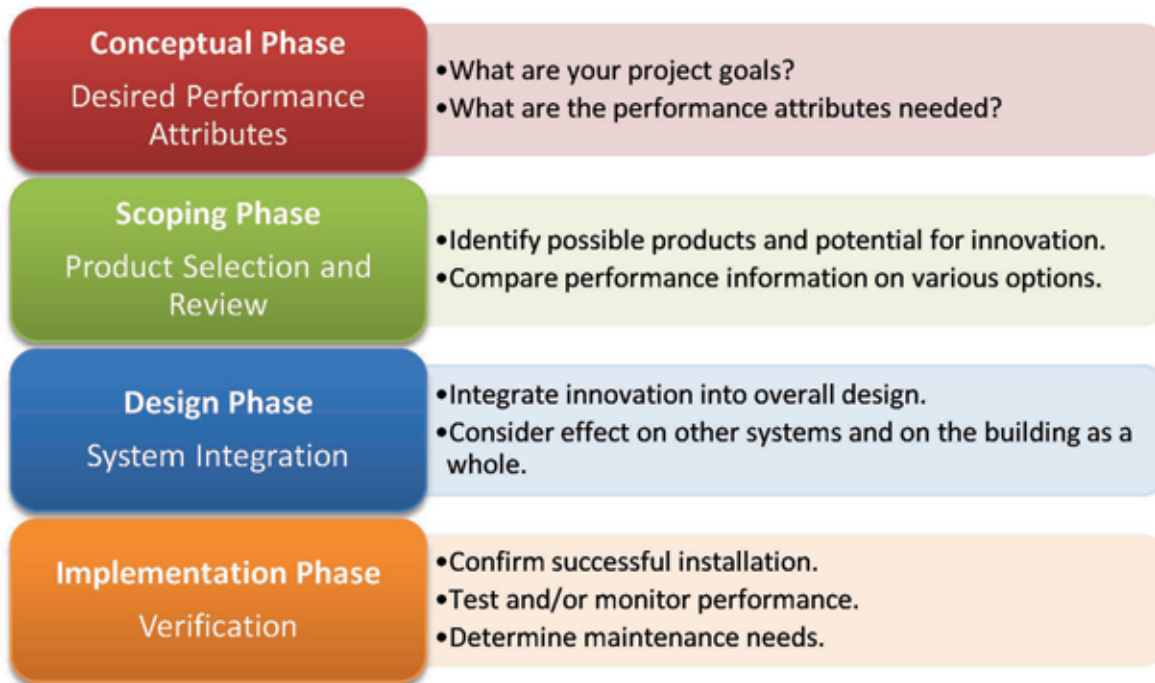 Conceptual Phase
Desired Performance
Attributes
•What are your project goals?
•What are the performance attributes needed?
Scoping Phase
Product Selection and
Review
•Identify possible products and potential for innovation.
•Compare performance information on various options.
Design Phase
System Integration
•Integrate innovation into overall design.
•Consider effect on other systems and on the building as a
whole.
Implementation Phase
Verification
•Confirm successful installation.
•Test and/or monitor performance.
•Determine maintenance needs.